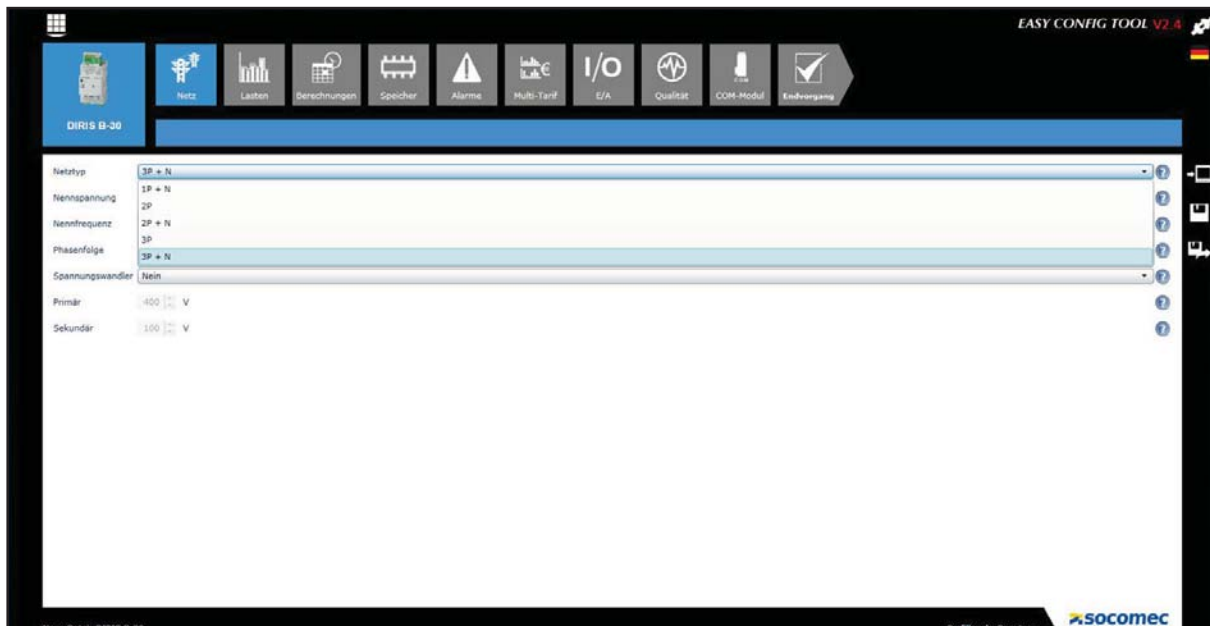 EASY CONFIG TOOL V2.4
DIRIS B-30
Netz
Lasten
Berechnungen
Speicher
Alarme
Multi-Tarif
I/O
E/A
Qualität
COM
COM-Modul
Endvorgang
Netztyp
3P + N
1P + N
Nennspannung
2P
Nennfrequenz
2P + N
3P
Phasenfolge
3P + N
Spannungswandler
Nein
Primär
400 V
Sekundär
100 V
socomec